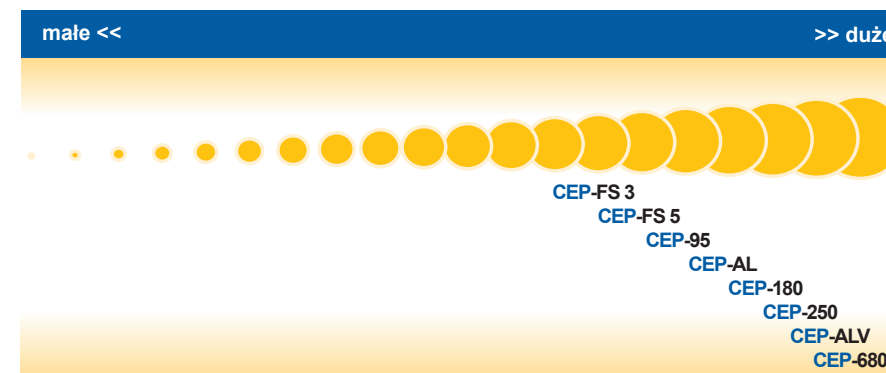 małe <<
>> duże
CEP-FS 3
CEP-FS 5
CEP-95
CEP-AL
CEP-180
CEP-250
CEP-ALV
CEP-680